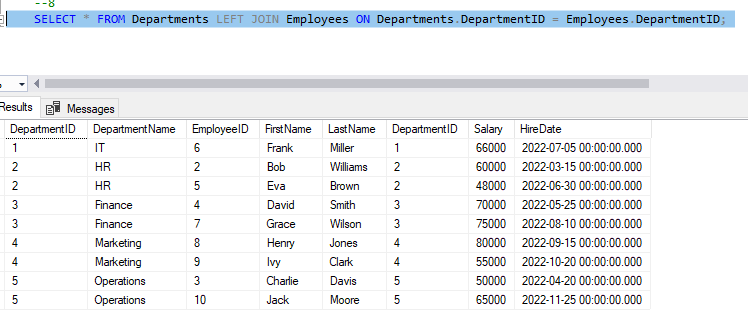 --8
SELECT * FROM Departments LEFT JOIN Employees ON Departments.DepartmentID = Employees.DepartmentID;
Results Messages
DepartmentID DepartmentName EmployeeID FirstName LastName DepartmentID Salary HireDate
1 IT 6 Frank Miller 1 66000 2022-07-05 00:00:00.000
2 HR 2 Bob Williams 2 60000 2022-03-15 00:00:00.000
2 HR 5 Eva Brown 2 48000 2022-06-30 00:00:00.000
3 Finance 4 David Smith 3 70000 2022-05-25 00:00:00.000
3 Finance 7 Grace Wilson 3 75000 2022-08-10 00:00:00.000
4 Marketing 8 Henry Jones 4 80000 2022-09-15 00:00:00.000
4 Marketing 9 Ivy Clark 4 55000 2022-10-20 00:00:00.000
5 Operations 3 Charlie Davis 5 50000 2022-04-20 00:00:00.000
5 Operations 10 Jack Moore 5 65000 2022-11-25 00:00:00.000